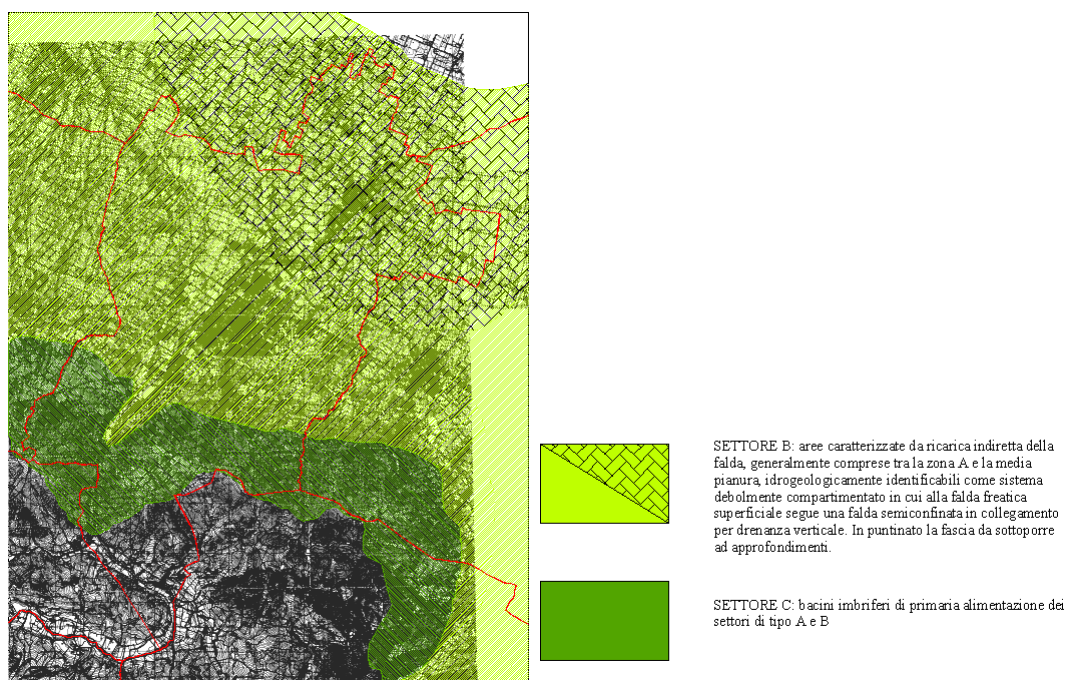 SETTORE B: aree caratterizzate da ricarica indiretta della
falda, generalmente comprese tra la zona A e la media
pianura, idrogeologicamente identificabili come sistema
debolmente compartimentato in cui alla falda freatica
superficiale segue una falda semiconfinata in collegamento
per drenanza verticale. In puntinato la fascia da sottoporre
ad approfondimenti.
SETTORE C: bacini imbriferi di primaria alimentazione dei
settori di tipo A e B